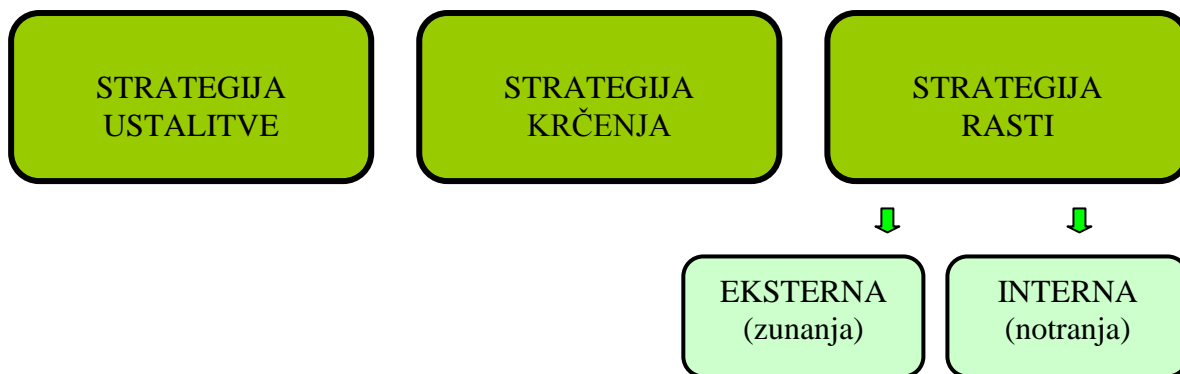 STRATEGIJA
USTALITVE
STRATEGIJA
KRČENJA
STRATEGIJA
RASTI
EKSTERNA
(zunanja)
INTERNA
(notranja)